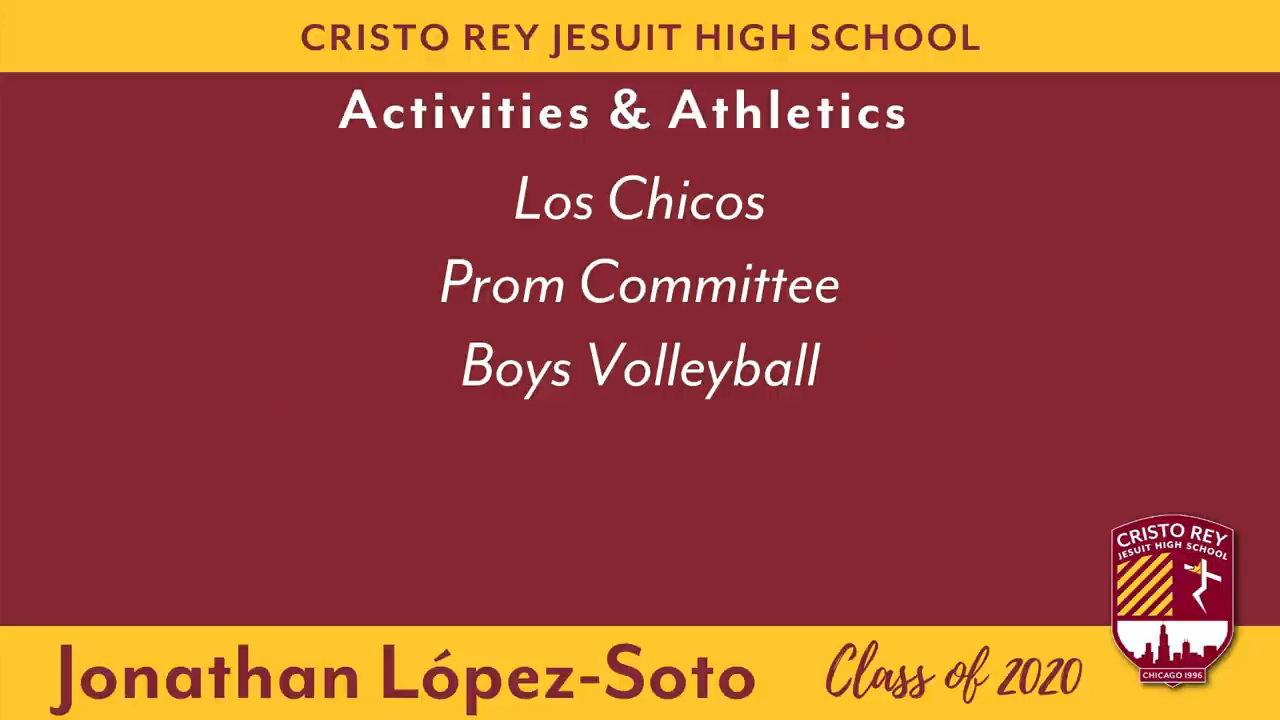 CRISTO REY JESUIT HIGH SCHOOL
Activities & Athletics
Los Chicos
Prom Committee
Boys Volleyball
CRISTO REY
JESUIT HIGH SCHOOL
CHICAGO 1996
Jonathan López-Soto
Class of 2020